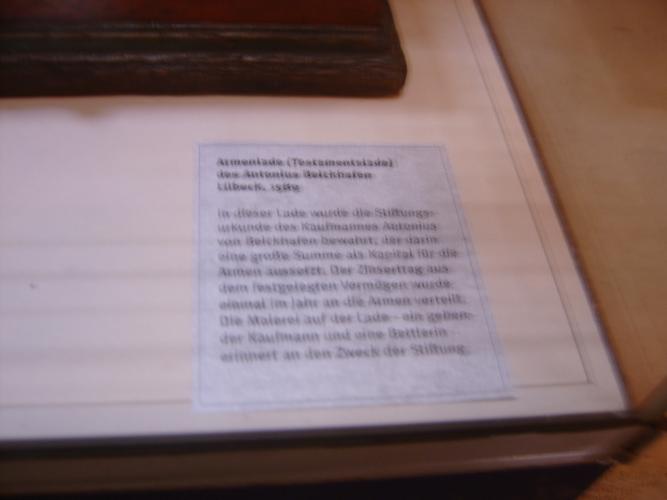 Armenlade (Testamentslade)
des Antonius Beickhafen
Lübeck, 1589
In dieser Lade wurde die Stiftungs-
urkunde des Kaufmannes Antonius
von Beickhafen bewahrt, der darin
eine große Summe als Kapital für die
Armen aussetzt. Der Zinsertrag aus
dem festgelegten Vermögen wurde
einmal im Jahr an die Armen verteilt.
Die Malerei auf der Lade - ein geben-
der Kaufmann und eine Bettlerin -
erinnert an den Zweck der Stiftung.